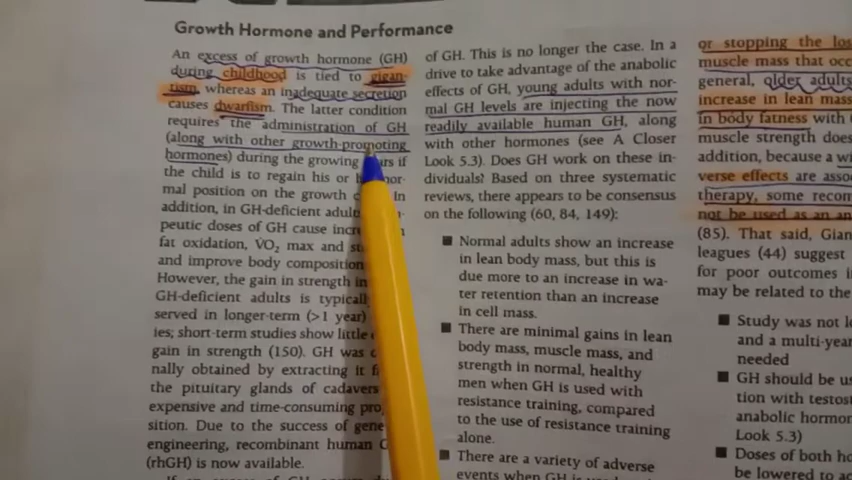 Growth Hormone and Performance
An excess of growth hormone (GH)
during childhood is tied to gigan-
tism, whereas an inadequate secretion
causes dwarfism. The latter condition
requires the administration of GH
(along with other growth-promoting
hormones) during the growing if
the child is to regain his or
mal position on the growth In
addition, in GH-deficient
peutic doses of GH cause
fat oxidation, V̇O2 max and
and improve body composition
However, the gain in strength in
GH-deficient adults is
served in longer-term (>1 year)
ies; short-term studies show little
gain in strength (150). GH was
nally obtained by extracting it
the pituitary glands of cadavers
expensive and time-consuming
sition. Due to the success of
engineering, recombinant human
(rhGH) is now available.
If an excess of GH
of GH. This is no longer the case. In a
drive to take advantage of the anabolic
effects of GH, young adults with nor-
mal GH levels are injecting the now
readily available human GH, along
with other hormones (see A Closer
Look 5.3). Does GH work on these in-
dividuals? Based on three systematic
reviews, there appears to be consensus
on the following (60, 84, 149):
■ Normal adults show an increase
in lean body mass, but this is
due more to an increase in wa-
ter retention than an increase
in cell mass.
■ There are minimal gains in lean
body mass, muscle mass, and
strength in normal, healthy
men when GH is used with
resistance training, compared
to the use of resistance training
alone.
■ There are a variety of adverse
events when GH is
or stopping the
muscle mass that
general, older adults
increase in lean mass
in body fatness with
muscle strength does
addition, because a
verse effects are
therapy, some
not be used as an
(85). That said,
leagues (44) suggest
for poor outcomes
may be related to the
■ Study was not
and a
needed
■ GH should be
tion with
anabolic
Look 5.3)
■ Doses of both
be lowered to